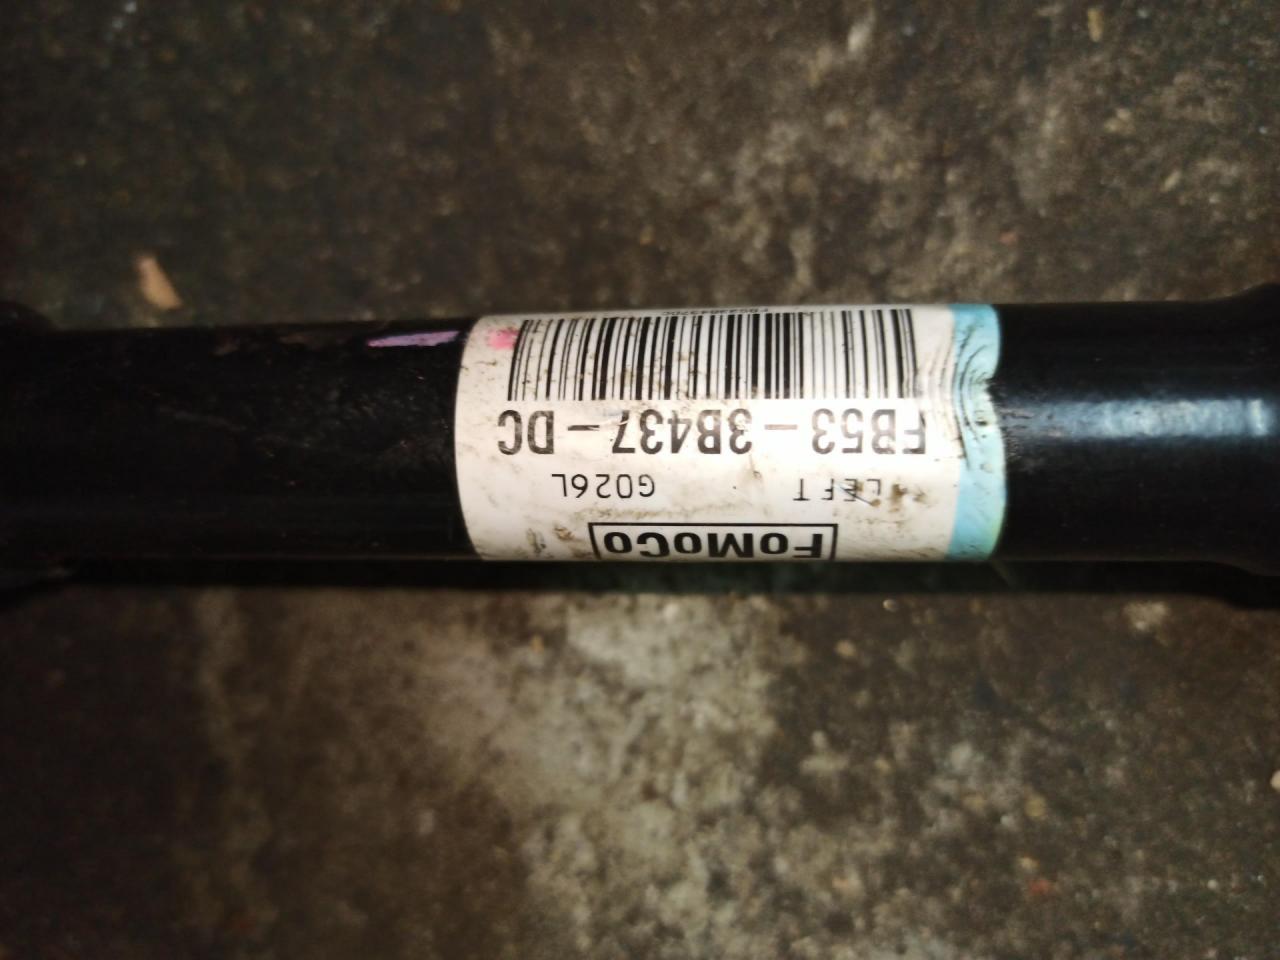 FoMoCo
LEFT G026L
FB53-3B437-DC